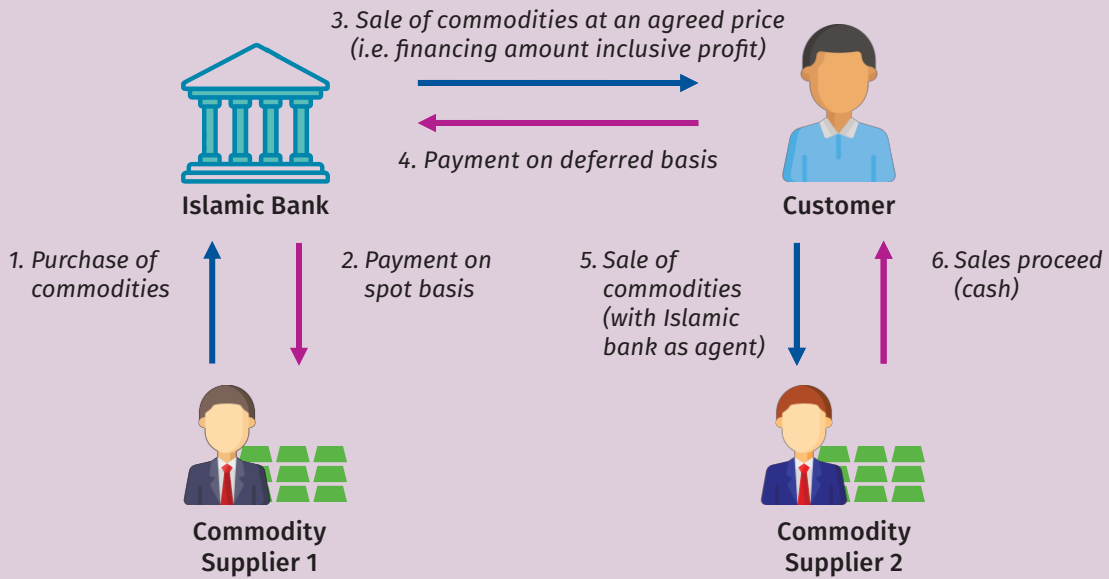 3. Sale of commodities at an agreed price
(i.e. financing amount inclusive profit)
4. Payment on deferred basis
Islamic Bank
Customer
1. Purchase of
commodities
2. Payment on
spot basis
5. Sale of
commodities
(with Islamic
bank as agent)
6. Sales proceed
(cash)
Commodity
Supplier 1
Commodity
Supplier 2